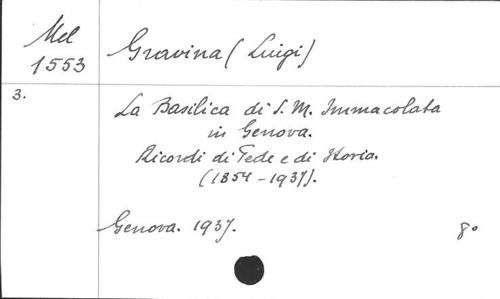 Mel
1553
Gravina (Luigi)
3.
La Basilica di S. M. Immacolata
in Genova.
Ricordi di Fede e di Storia.
(1854-1937).
Genova. 1937.
8º